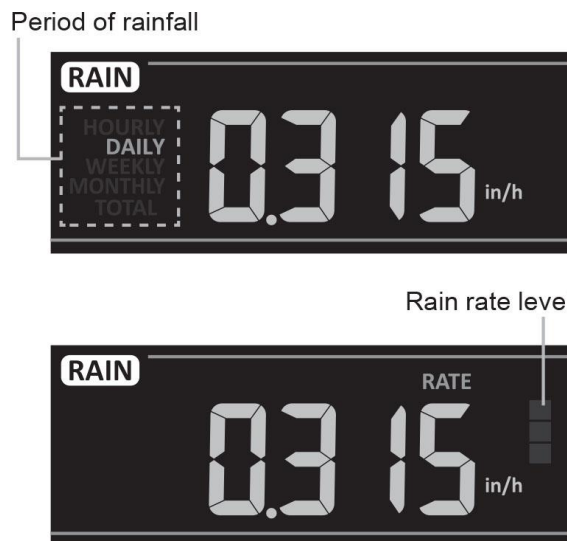 Period of rainfall
RAIN
HOURLY
DAILY
WEEKLY
MONTHLY
TOTAL
0.315 in/h
Rain rate leve
RAIN
RATE
0.315 in/h